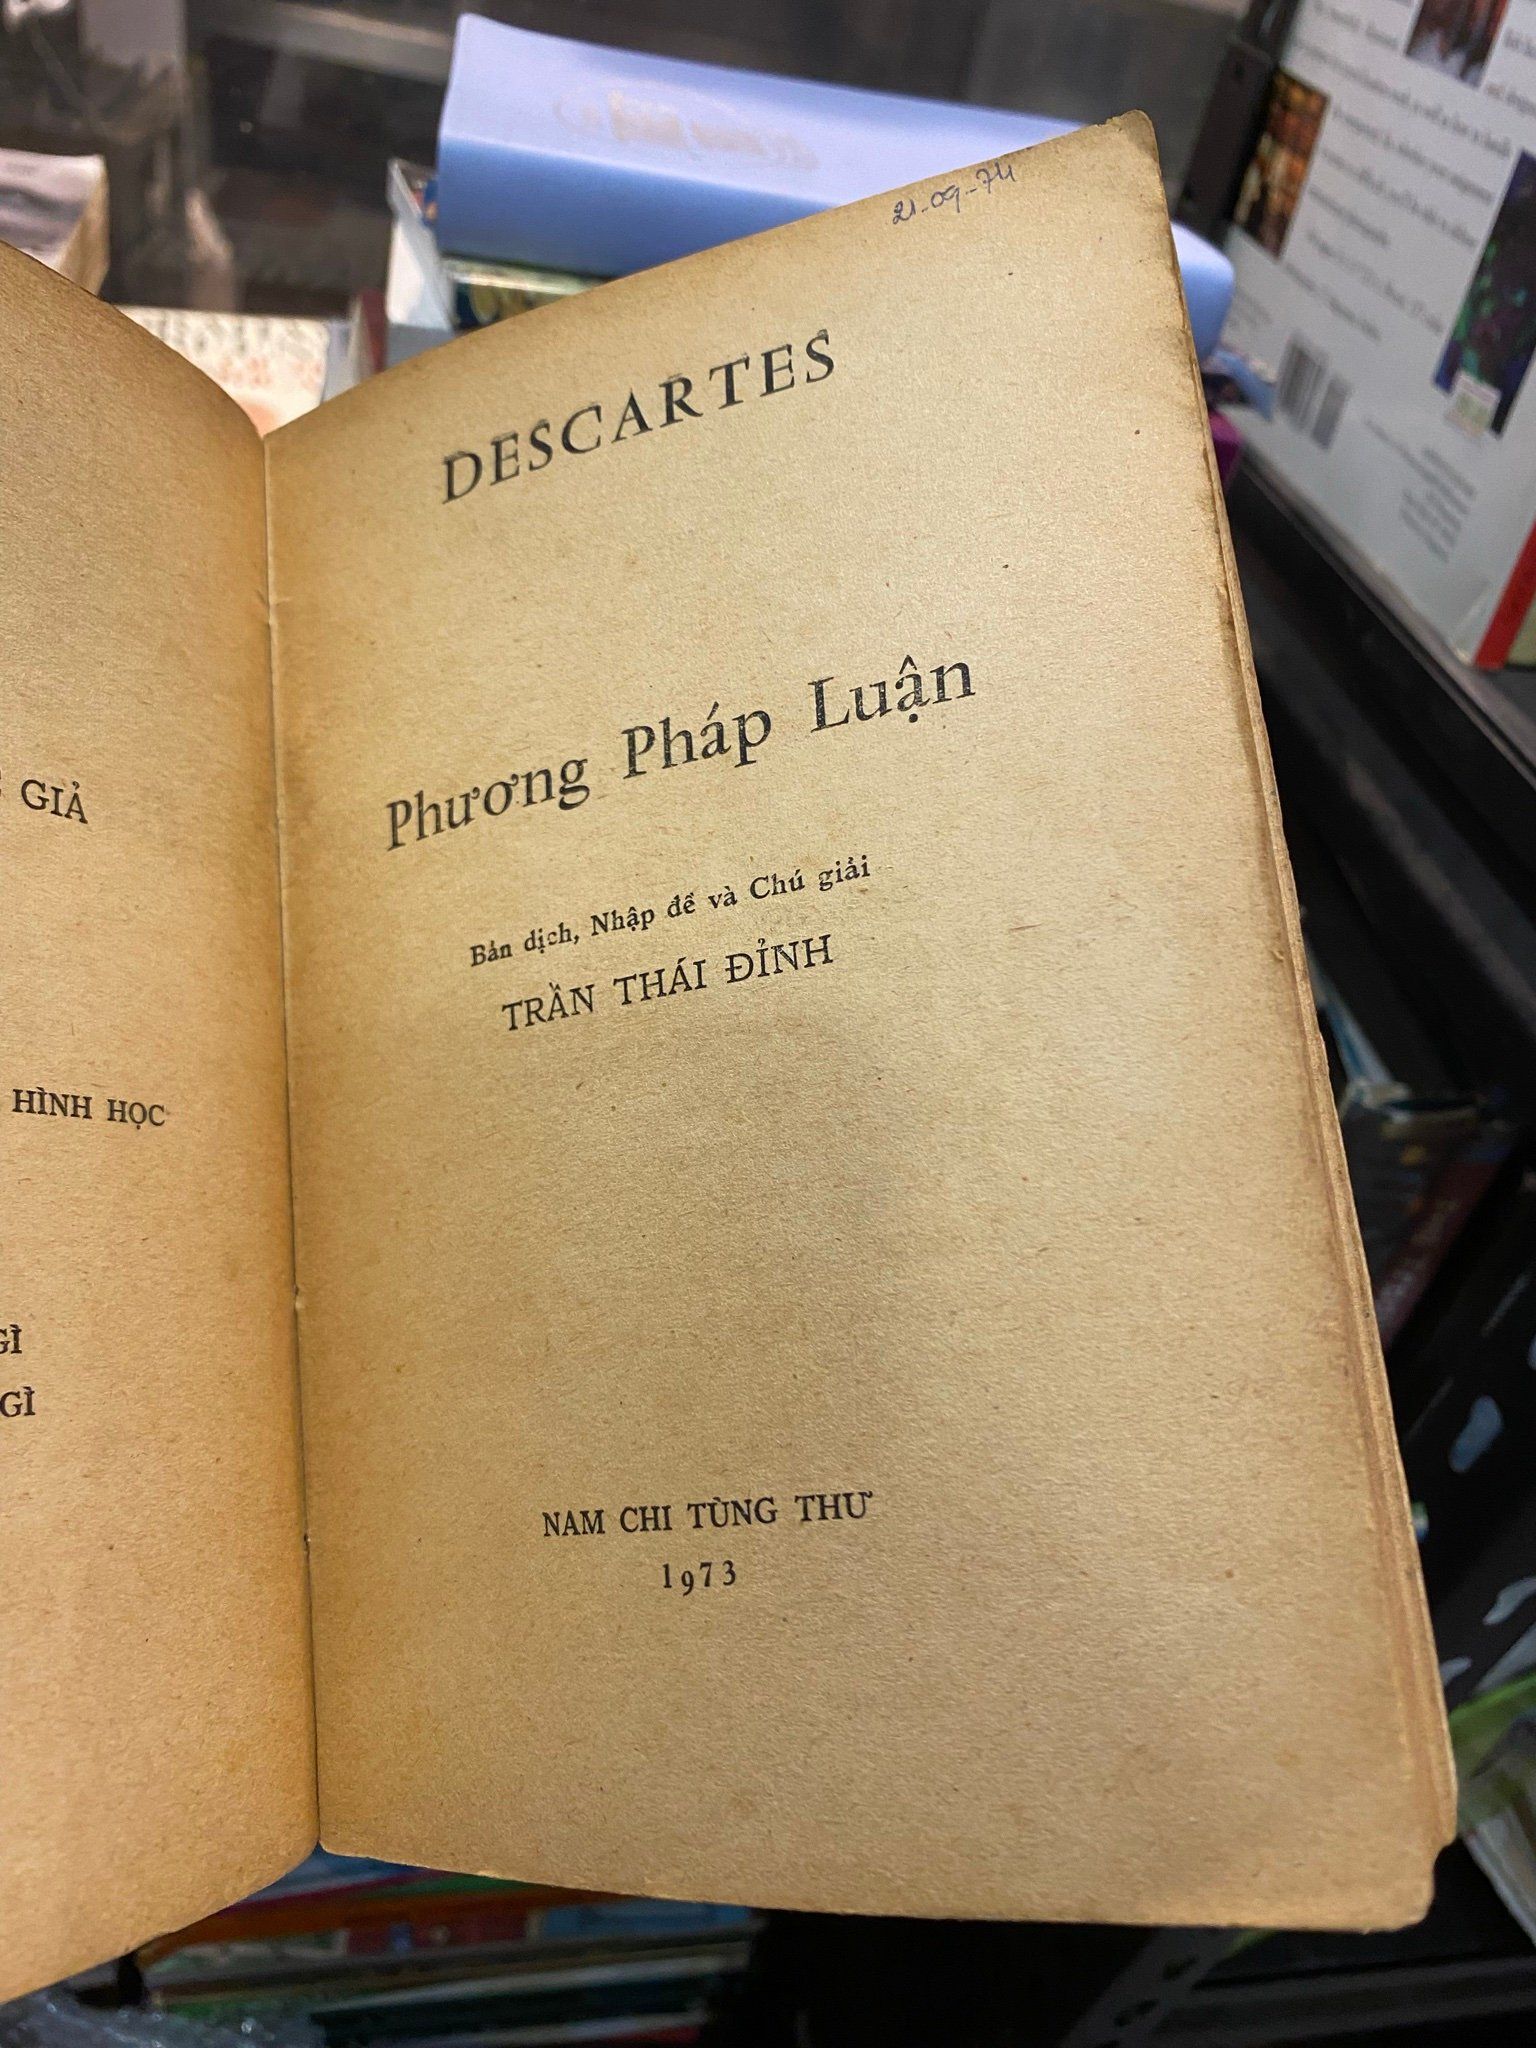 GIẢ
HÌNH HỌC
GÌ
GÌ
21-09-74
DESCARTES
Phương Pháp Luận
Bản dịch, Nhập đề và Chú giải
TRẦN THÁI ĐỈNH
NAM CHI TÙNG THƯ
1973